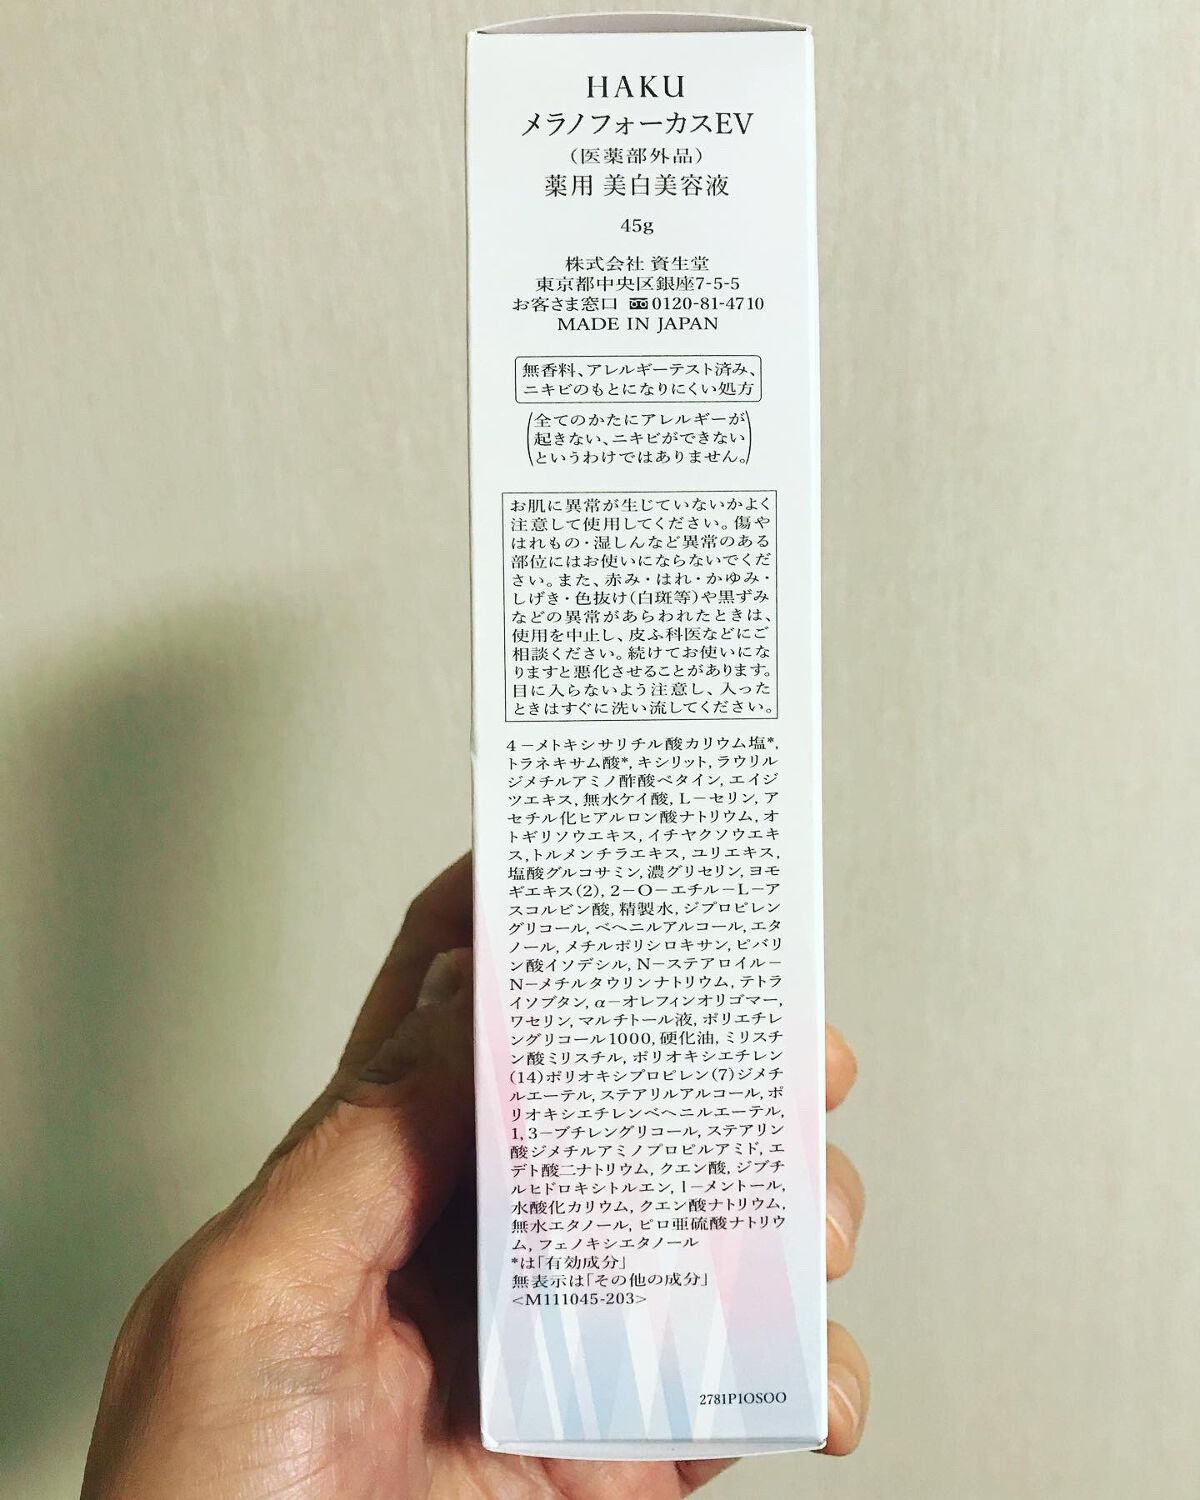 HAKU
メラノフォーカスEV
(医薬部外品)
薬用 美白美容液
45g
株式会社 資生堂
東京都中央区銀座7-5-5
お客さま窓口 0120-81-4710
MADE IN JAPAN
無香料、アレルギーテスト済み、
ニキビのもとになりにくい処方
(全てのかたにアレルギーが
起きない、ニキビができない
というわけではありません。)
お肌に異常が生じていないかよく
注意して使用してください。傷や
はれもの・湿しんなど異常のある
部位にはお使いにならないでくだ
さい。また、赤み・はれ・かゆみ・
しげき・色抜け(白斑等)や黒ずみ
などの異常があらわれたときは、
使用を中止し、皮ふ科医などにご
相談ください。続けてお使いにな
りますと悪化させることがあります。
目に入らないよう注意し、入った
ときはすぐに洗い流してください。
4-メトキシサリチル酸カリウム塩*,
トラネキサム酸*, キシリット, ラウリル
ジメチルアミノ酢酸ベタイン, エイジ
ツエキス, 無水ケイ酸, L-セリン, ア
セチル化ヒアルロン酸ナトリウム, オ
トギリソウエキス, イチヤクソウエキ
ス, トルメンチラエキス, ユリエキス,
塩酸グルコサミン, 濃グリセリン, ヨモ
ギエキス(2), 2-O-エチル-L-ア
スコルビン酸, 精製水, ジプロピレン
グリコール, ベヘニルアルコール, エタ
ノール, メチルポリシロキサン, ピバリ
ン酸イソデシル, N-ステアロイル-
N-メチルタウリンナトリウム, テトラ
イソブタン, α-オレフィンオリゴマー,
ワセリン, マルチトール液, ポリエチレ
ングリコール1000, 硬化油, ミリスチ
ン酸ミリスチル, ポリオキシエチレン
(14)ポリオキシプロピレン(7)ジメチ
ルエーテル, ステアリルアルコール, ポ
リオキシエチレンベヘニルエーテル,
1,3-ブチレングリコール, ステアリン
酸ジメチルアミノプロピルアミド, エ
デト酸二ナトリウム, クエン酸, ジブチ
ルヒドロキシトルエン, l-メントール,
水酸化カリウム, クエン酸ナトリウム,
無水エタノール, ピロ亜硫酸ナトリウ
ム, フェノキシエタノール
*は「有効成分」
無表示は「その他の成分」
<M111045-203>
2781P1OSOO